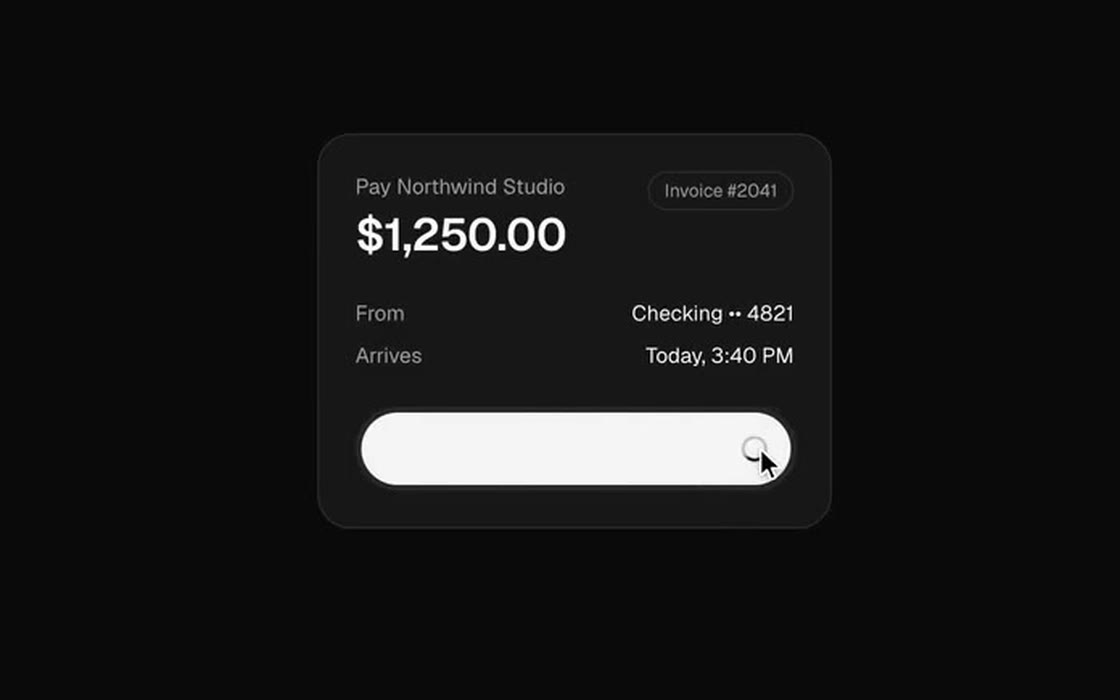 Pay Northwind Studio
Invoice #2041
$1,250.00
From
Checking •• 4821
Arrives
Today, 3:40 PM